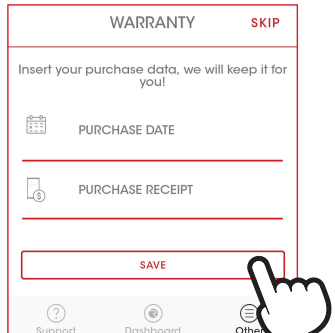 WARRANTY SKIP
Insert your purchase data, we will keep it for
you!
PURCHASE DATE
$
PURCHASE RECEIPT
SAVE
Support Dashboard Other